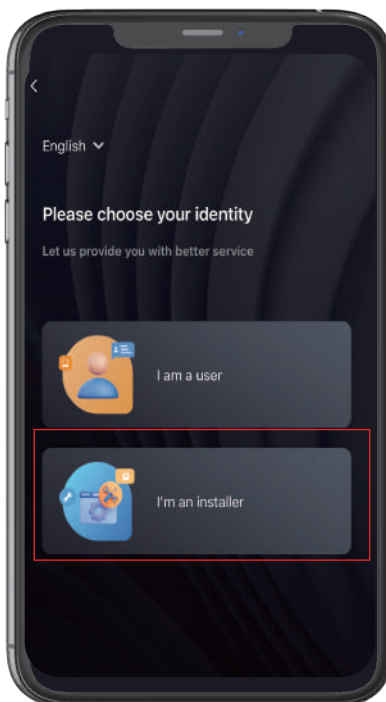 English
Please choose your identity
Let us provide you with better service
I am a user
I'm an installer